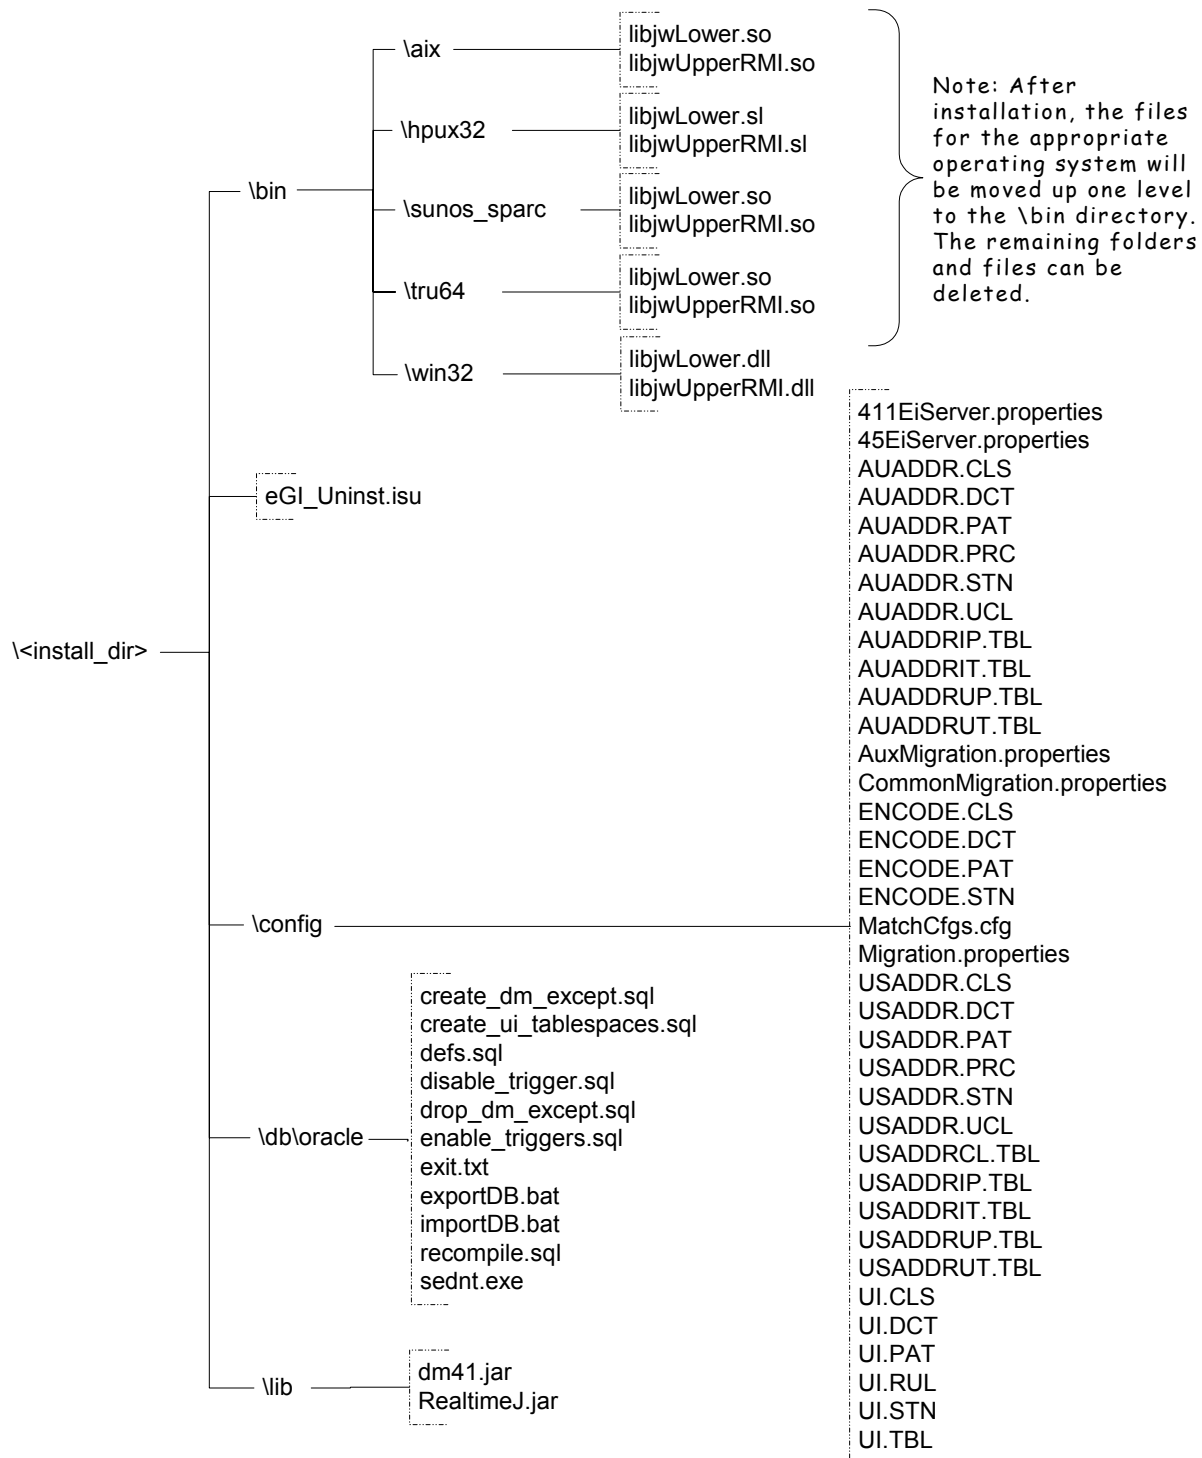 \aix
libjwLower.so
libjwUpperRMI.so
\hpux32
libjwLower.sl
libjwUpperRMI.sl
\bin
\sunos_sparc
libjwLower.so
libjwUpperRMI.so
\tru64
libjwLower.so
libjwUpperRMI.so
\win32
libjwLower.dll
libjwUpperRMI.dll
Note: After
installation, the files
for the appropriate
operating system will
be moved up one level
to the \bin directory.
The remaining folders
and files can be
deleted.
eGI_Uninst.isu
\<install_dir>
\config
411EiServer.properties
45EiServer.properties
AUADDR.CLS
AUADDR.DCT
AUADDR.PAT
AUADDR.PRC
AUADDR.STN
AUADDR.UCL
AUADDRIP.TBL
AUADDRIT.TBL
AUADDRUP.TBL
AUADDRUT.TBL
AuxMigration.properties
CommonMigration.properties
ENCODE.CLS
ENCODE.DCT
ENCODE.PAT
ENCODE.STN
MatchCfgs.cfg
Migration.properties
USADDR.CLS
USADDR.DCT
USADDR.PAT
USADDR.PRC
USADDR.STN
USADDR.UCL
USADDRCL.TBL
USADDRIP.TBL
USADDRIT.TBL
USADDRUP.TBL
USADDRUT.TBL
UI.CLS
UI.DCT
UI.PAT
UI.RUL
UI.STN
UI.TBL
\db\oracle
create_dm_except.sql
create_ui_tablespaces.sql
defs.sql
disable_trigger.sql
drop_dm_except.sql
enable_triggers.sql
exit.txt
exportDB.bat
importDB.bat
recompile.sql
sednt.exe
\lib
dm41.jar
RealtimeJ.jar